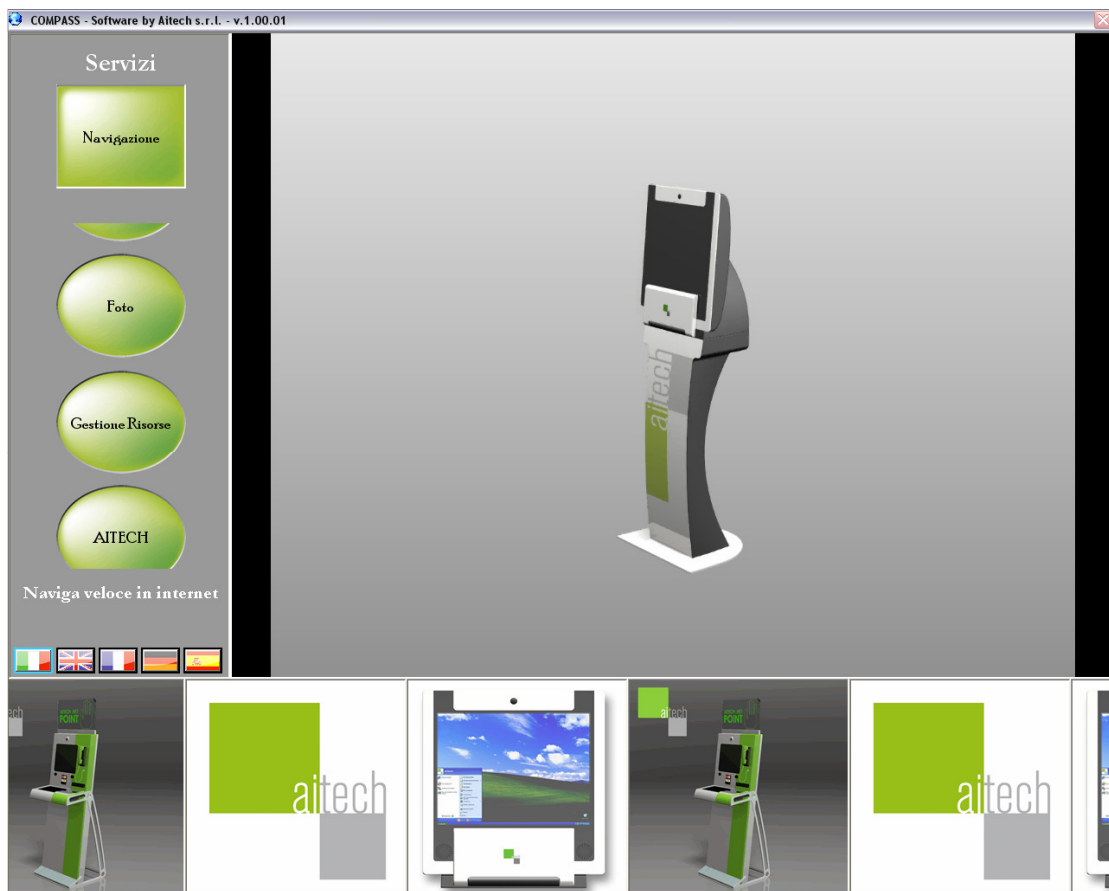 COMPASS - Software by Aitech s.r.l. - v.1.00.01
Servizi
Navigazione
Foto
Gestione Risorse
AITECH
Naviga veloce in internet
aitech
POINT
aitech
aitech
POINT
aitech